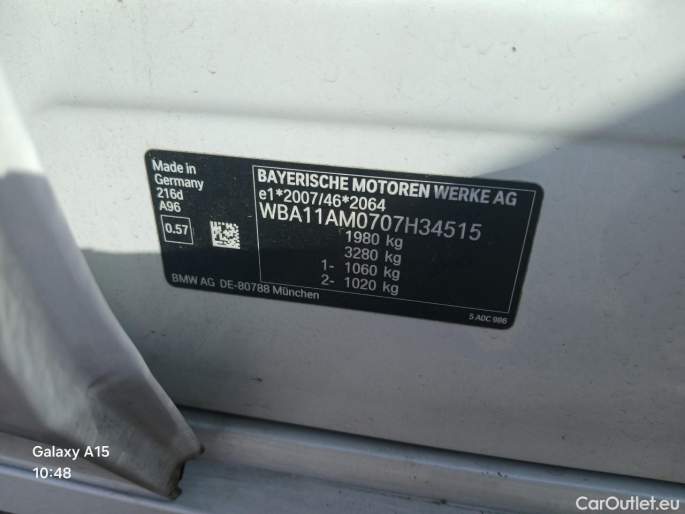 Made in
Germany
216d
A96
0.57
BAYERISCHE MOTOREN WERKE AG
e1*2007/46*2064
WBA11AM0707H34515
1980 kg
3280 kg
1- 1060 kg
2- 1020 kg
BMW AG DE-80788 München
5 A0C 986
Galaxy A15
10:48
CarOutlet.eu